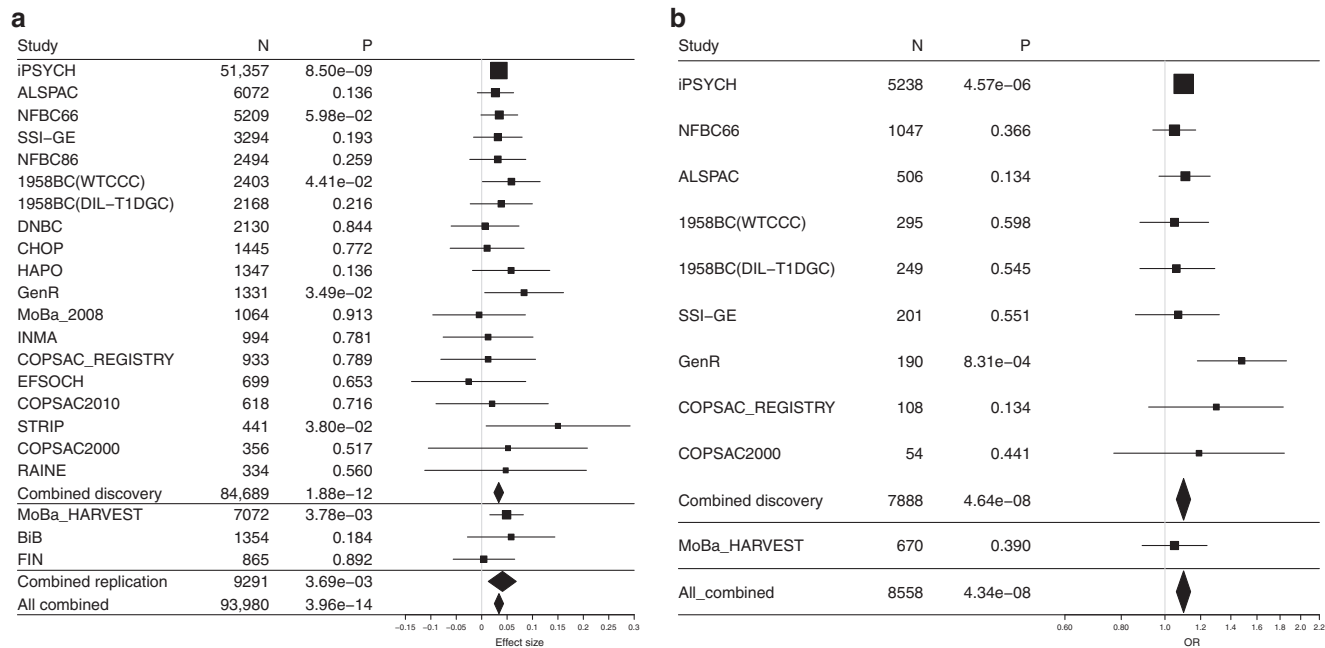 a
Study N P
iPSYCH 51,357 8.50e−09
ALSPAC 6072 0.136
NFBC66 5209 5.98e−02
SSI−GE 3294 0.193
NFBC86 2494 0.259
1958BC(WTCCC) 2403 4.41e−02
1958BC(DIL−T1DGC) 2168 0.216
DNBC 2130 0.844
CHOP 1445 0.772
HAPO 1347 0.136
GenR 1331 3.49e−02
MoBa_2008 1064 0.913
INMA 994 0.781
COPSAC_REGISTRY 933 0.789
EFSOCH 699 0.653
COPSAC2010 618 0.716
STRIP 441 3.80e−02
COPSAC2000 356 0.517
RAINE 334 0.560
Combined discovery 84,689 1.88e−12
MoBa_HARVEST 7072 3.78e−03
BiB 1354 0.184
FIN 865 0.892
Combined replication 9291 3.69e−03
All combined 93,980 3.96e−14
−0.15 −0.1 −0.05 0 0.05 0.1 0.15 0.2 0.25 0.3
Effect size
b
Study N P
iPSYCH 5238 4.57e−06
NFBC66 1047 0.366
ALSPAC 506 0.134
1958BC(WTCCC) 295 0.598
1958BC(DIL−T1DGC) 249 0.545
SSI−GE 201 0.551
GenR 190 8.31e−04
COPSAC_REGISTRY 108 0.134
COPSAC2000 54 0.441
Combined discovery 7888 4.64e−08
MoBa_HARVEST 670 0.390
All_combined 8558 4.34e−08
0.60 0.80 1.0 1.2 1.4 1.6 1.8 2.0 2.2
OR